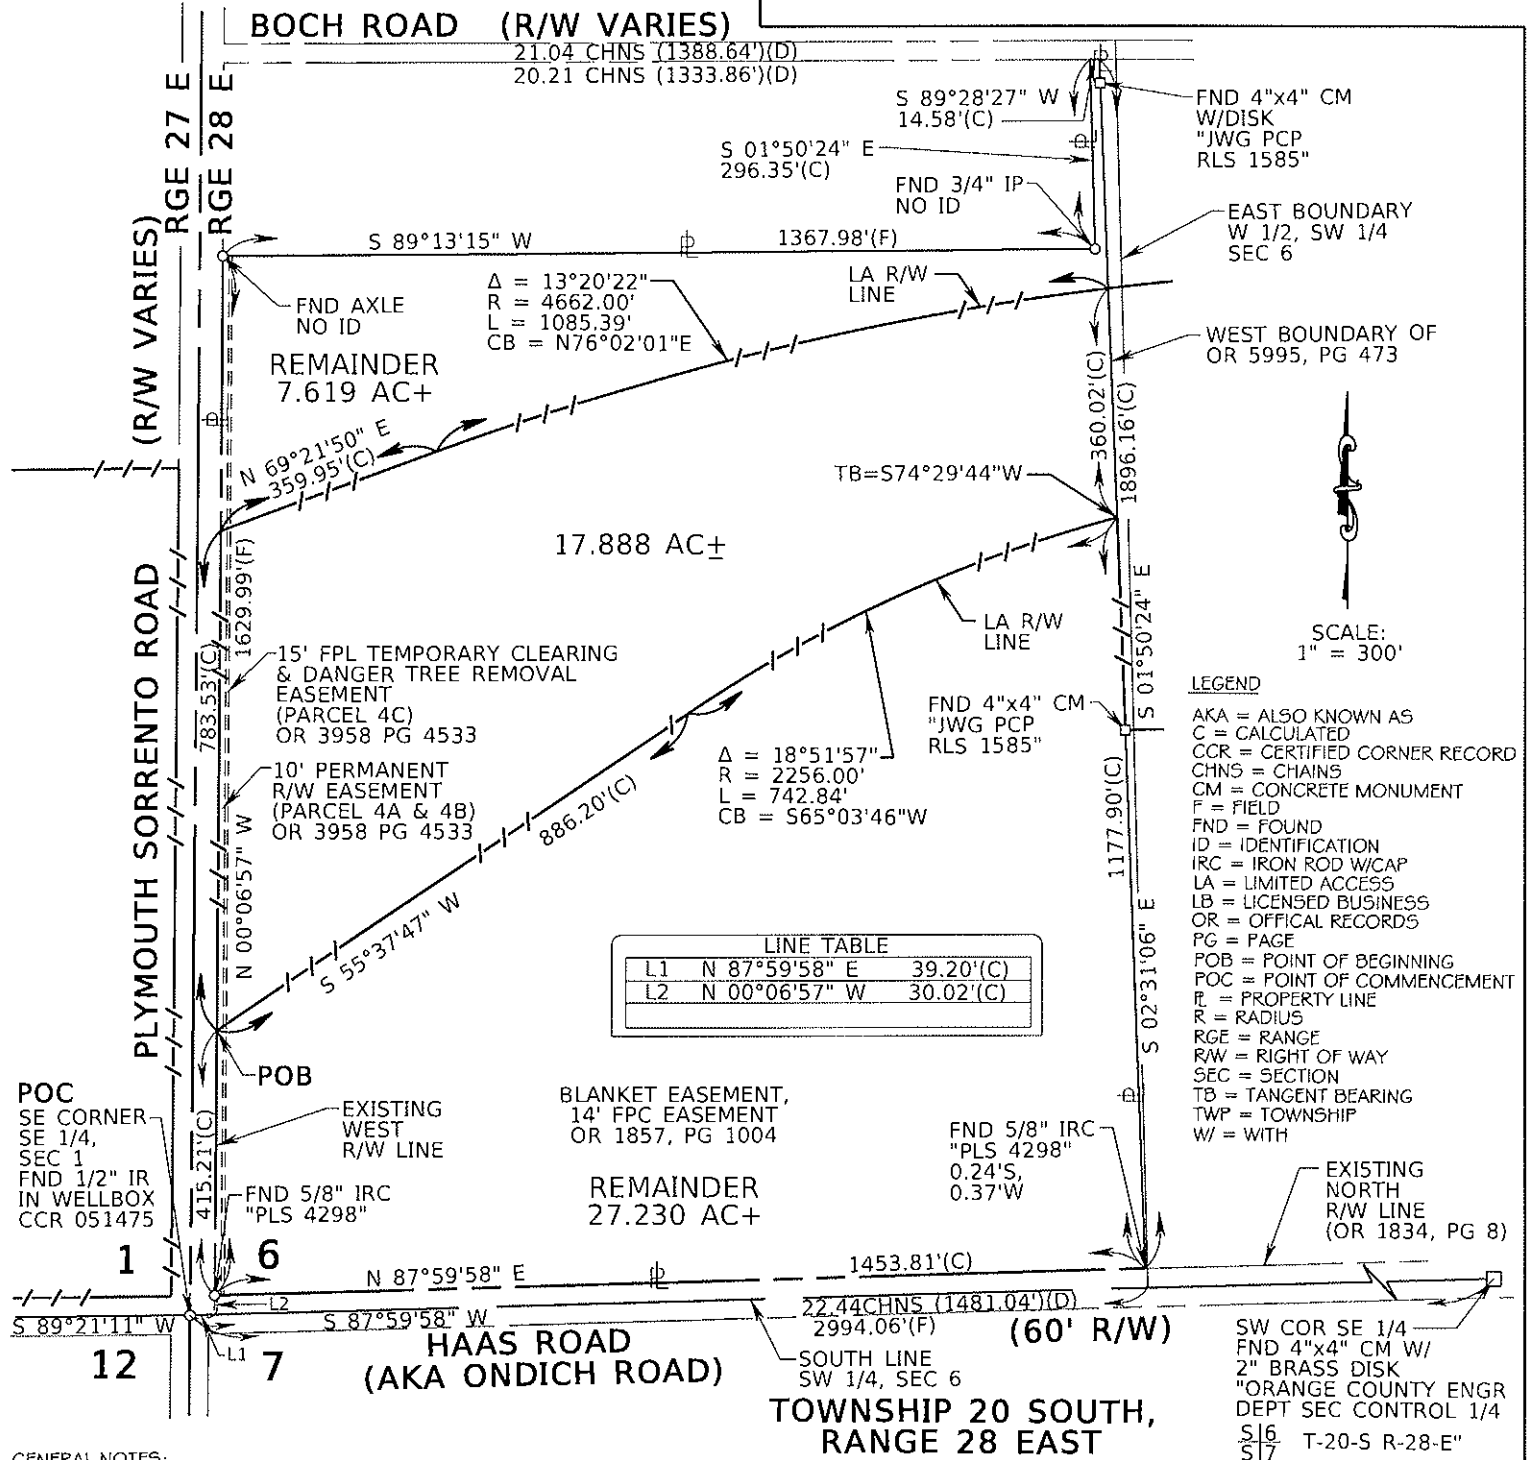 BOCH ROAD (R/W VARIES)
21.04 CHNS (1388.64')(D)
20.21 CHNS (1333.86')(D)
RGE 27 E
RGE 28 E
S 89°28'27" W
14.58'(C)
FND 4"x4" CM
W/DISK
"JWG PCP
RLS 1585"
S 01°50'24" E
296.35'(C)
FND 3/4" IP
NO ID
EAST BOUNDARY
W 1/2, SW 1/4
SEC 6
S 89°13'15" W
1367.98'(F)
Δ = 13°20'22"
R = 4662.00'
L = 1085.39'
CB = N76°02'01"E
LA R/W
LINE
FND AXLE
NO ID
REMAINDER
7.619 AC+
WEST BOUNDARY OF
OR 5995, PG 473
360.02'(C)
1896.16'(C)
N 69°21'50" E
359.95'(C)
TB=S74°29'44"W
17.888 AC±
PLYMOUTH SORRENTO ROAD (R/W VARIES)
1629.99'(F)
783.53'(C)
N 00°06'57" W
415.21'(C)
15' FPL TEMPORARY CLEARING
& DANGER TREE REMOVAL
EASEMENT
(PARCEL 4C)
OR 3958 PG 4533
10' PERMANENT
R/W EASEMENT
(PARCEL 4A & 4B)
OR 3958 PG 4533
LA R/W
LINE
S 01°50'24" E
SCALE:
1" = 300'
FND 4"x4" CM
"JWG PCP
RLS 1585"
Δ = 18°51'57"
R = 2256.00'
L = 742.84'
CB = S65°03'46"W
886.20'(C)
S 55°37'47" W
1177.90'(C)
S 02°31'06" E
LEGEND
AKA = ALSO KNOWN AS
C = CALCULATED
CCR = CERTIFIED CORNER RECORD
CHNS = CHAINS
CM = CONCRETE MONUMENT
F = FIELD
FND = FOUND
ID = IDENTIFICATION
IRC = IRON ROD W/CAP
LA = LIMITED ACCESS
LB = LICENSED BUSINESS
OR = OFFICAL RECORDS
PG = PAGE
POB = POINT OF BEGINNING
POC = POINT OF COMMENCEMENT
PL = PROPERTY LINE
R = RADIUS
RGE = RANGE
R/W = RIGHT OF WAY
SEC = SECTION
TB = TANGENT BEARING
TWP = TOWNSHIP
W/ = WITH
LINE TABLE
L1 N 87°59'58" E 39.20'(C)
L2 N 00°06'57" W 30.02'(C)
POB
POC
SE CORNER
SE 1/4,
SEC 1
FND 1/2" IR
IN WELLBOX
CCR 051475
EXISTING
WEST
R/W LINE
FND 5/8" IRC
"PLS 4298"
BLANKET EASEMENT,
14' FPC EASEMENT
OR 1857, PG 1004
REMAINDER
27.230 AC+
FND 5/8" IRC
"PLS 4298"
0.24'S,
0.37'W
EXISTING
NORTH
R/W LINE
(OR 1834, PG 8)
1
6
N 87°59'58" E
1453.81'(C)
L2
22.44CHNS (1481.04')(D)
2994.06'(F)
S 89°21'11" W
S 87°59'58" W
L1
12
7
HAAS ROAD
(AKA ONDICH ROAD)
(60' R/W)
SOUTH LINE
SW 1/4, SEC 6
SW COR SE 1/4
FND 4"x4" CM W/
2" BRASS DISK
"ORANGE COUNTY ENGR
DEPT SEC CONTROL 1/4
S|6
S|7 T-20-S R-28-E"
TOWNSHIP 20 SOUTH,
RANGE 28 EAST
GENERAL NOTES: